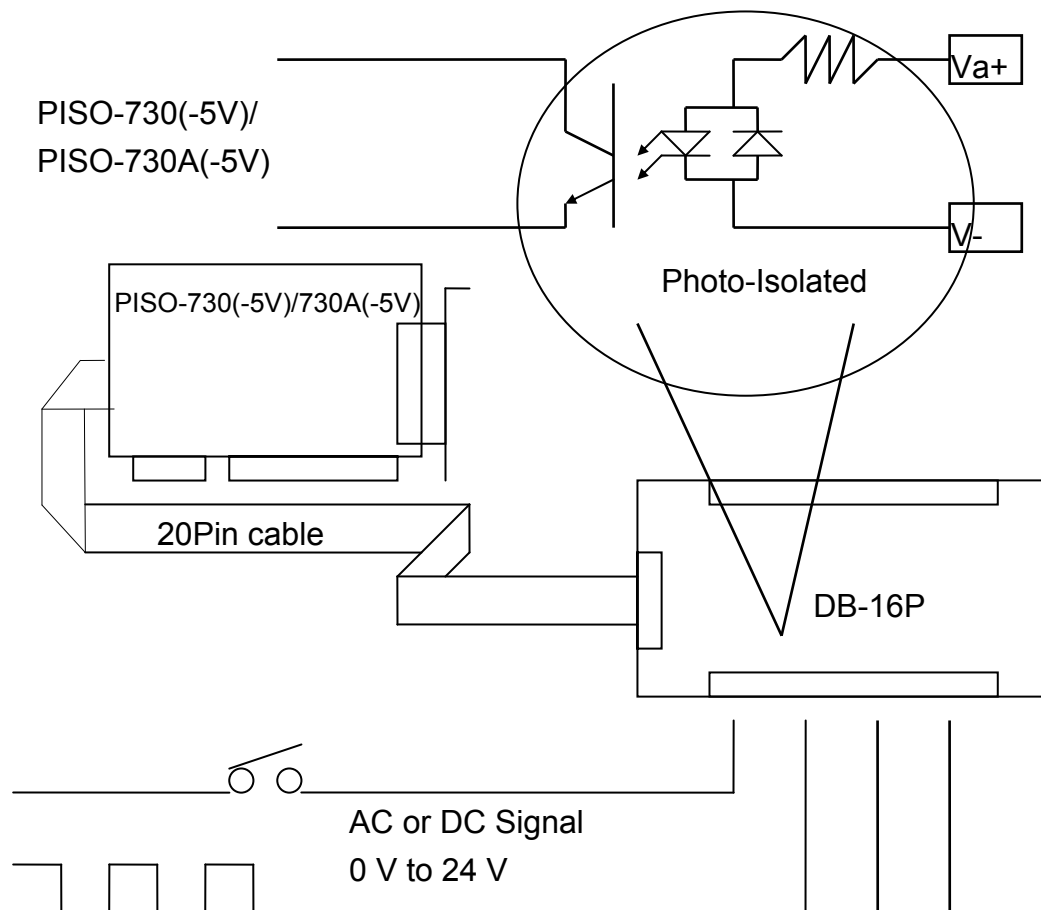 Va+
PISO-730(-5V)/
PISO-730A(-5V)
V-
Photo-Isolated
PISO-730(-5V)/730A(-5V)
20Pin cable
DB-16P
AC or DC Signal
0 V to 24 V